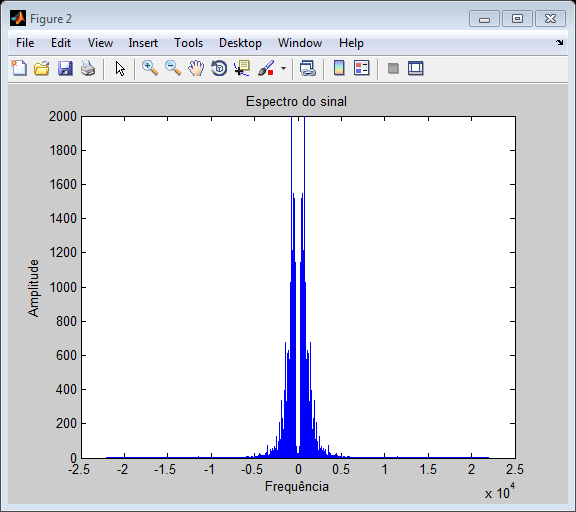 Figure 2
File Edit View Insert Tools Desktop Window Help
Espectro do sinal
2000
1800
1600
1400
1200
1000
800
600
400
200
0
Amplitude
-2.5 -2 -1.5 -1 -0.5 0 0.5 1 1.5 2 2.5
Frequência
x 10^4